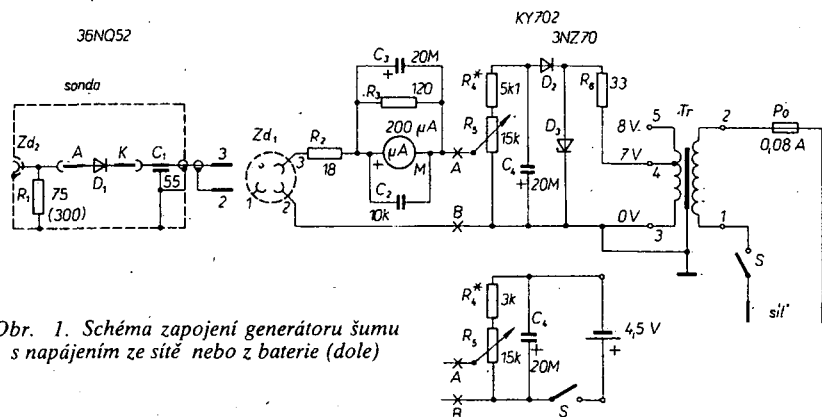 KY702
36NQ52
3NZ70
sonda
C3
20M
+
R3
120
200 µA
µA
M
C2
10k
Zd2
A
D1
K
C1
55
R1
75
(300)
3
2
Zd1
3
1
2
R2
18
A
B
R4*
5k1
R5
15k
C4
+
20M
D2
D3
R6
33
Tr
8V
5
7V
4
0V
3
2
1
Po
0,08 A
S
síť
R4*
3k
R5
15k
C4
+
20M
4,5 V
+
A
B
S
Obr. 1. Schéma zapojení generátoru šumu
s napájením ze sítě nebo z baterie (dole)